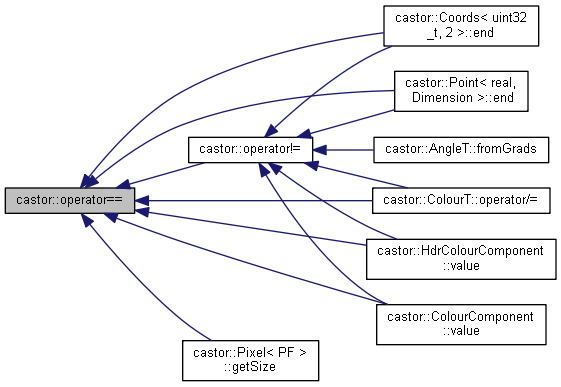 castor::Coords< uint32
_t, 2 >::end
castor::Point< real,
Dimension >::end
castor::operator!=
castor::AngleT::fromGrads
castor::operator==
castor::ColourT::operator/=
castor::HdrColourComponent
::value
castor::ColourComponent
::value
castor::Pixel< PF >
::getSize